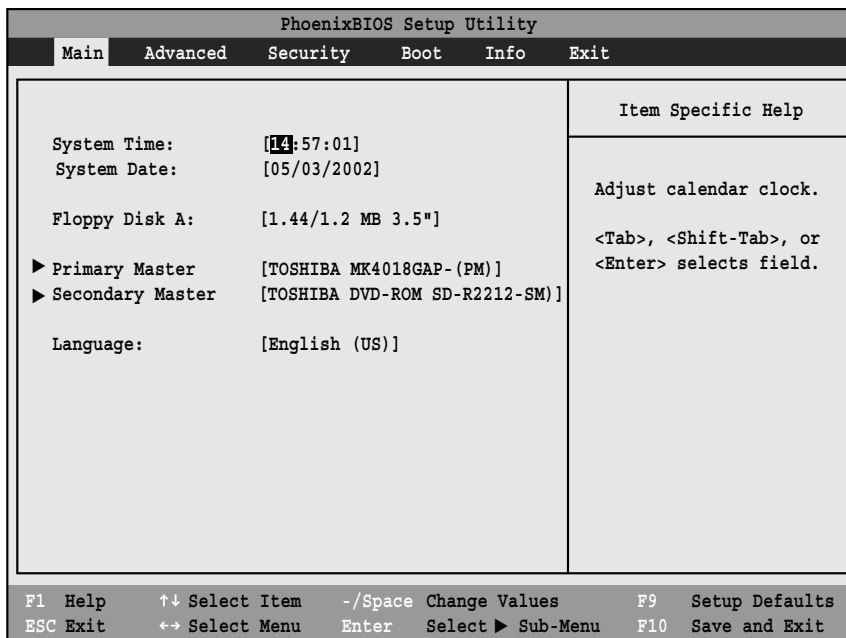 PhoenixBIOS Setup Utility
Main Advanced Security Boot Info Exit
System Time: [14:57:01]
System Date: [05/03/2002]
Floppy Disk A: [1.44/1.2 MB 3.5"]
▶ Primary Master [TOSHIBA MK4018GAP-(PM)]
▶ Secondary Master [TOSHIBA DVD-ROM SD-R2212-SM)]
Language: [English (US)]
Item Specific Help
Adjust calendar clock.
<Tab>, <Shift-Tab>, or
<Enter> selects field.
F1 Help ↑↓ Select Item -/Space Change Values F9 Setup Defaults
ESC Exit ←→ Select Menu Enter Select ▶ Sub-Menu F10 Save and Exit